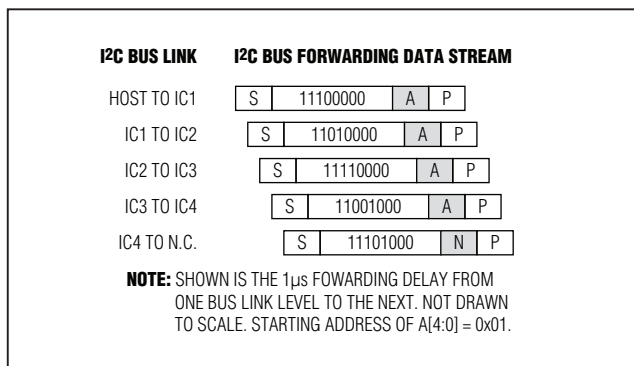 I2C BUS LINK I2C BUS FORWARDING DATA STREAM
HOST TO IC1 S 11100000 A P
IC1 TO IC2 S 11010000 A P
IC2 TO IC3 S 11110000 A P
IC3 TO IC4 S 11001000 A P
IC4 TO N.C. S 11101000 N P
NOTE: SHOWN IS THE 1µs FOWARDING DELAY FROM
ONE BUS LINK LEVEL TO THE NEXT. NOT DRAWN
TO SCALE. STARTING ADDRESS OF A[4:0] = 0x01.